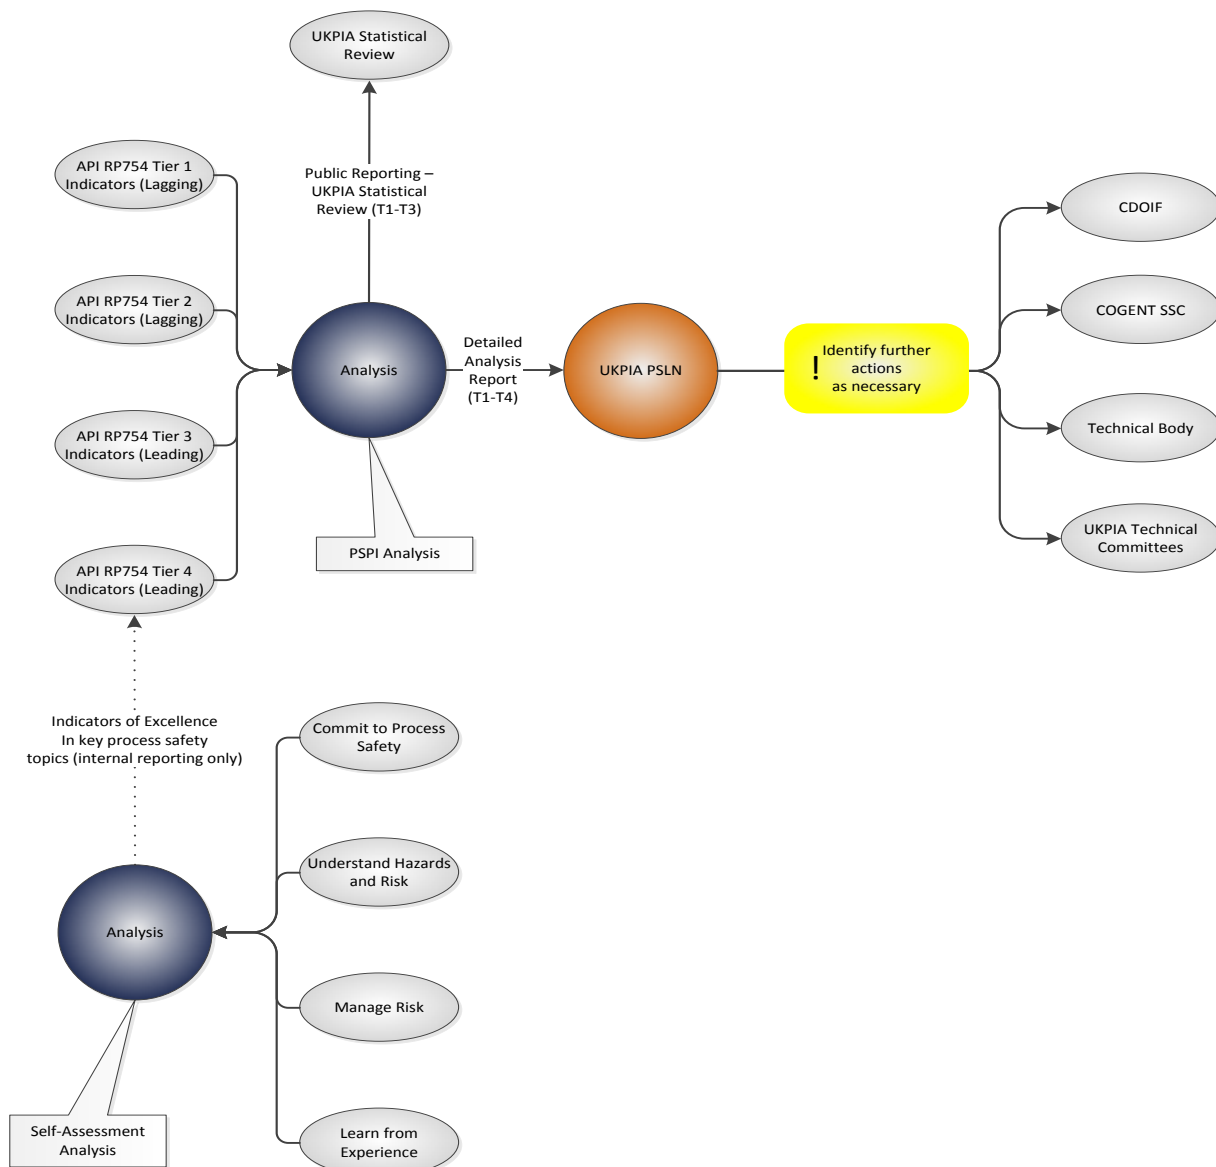 UKPIA Statistical
Review
API RP754 Tier 1
Indicators (Lagging)
Public Reporting –
UKPIA Statistical
Review (T1-T3)
CDOIF
API RP754 Tier 2
Indicators (Lagging)
COGENT SSC
Analysis
Detailed
Analysis
Report
(T1-T4)
UKPIA PSLN
!
Identify further
actions
as necessary
API RP754 Tier 3
Indicators (Leading)
Technical Body
PSPI Analysis
UKPIA Technical
Committees
API RP754 Tier 4
Indicators (Leading)
Indicators of Excellence
In key process safety
topics (internal reporting only)
Commit to Process
Safety
Understand Hazards
and Risk
Analysis
Manage Risk
Self-Assessment
Analysis
Learn from
Experience